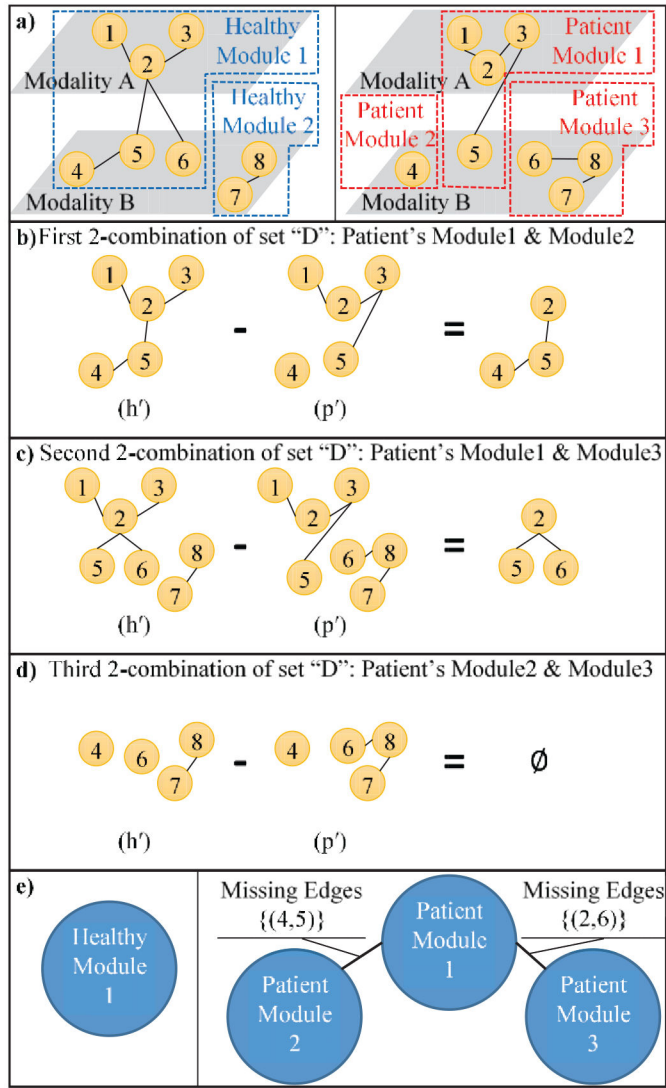 a)
1
3
2
Modality A
Healthy
Module 1
Healthy
Module 2
4
5
6
8
7
Modality B
1
3
2
Modality A
Patient
Module 1
Patient
Module 2
Patient
Module 3
4
5
6
8
7
Modality B
b) First 2-combination of set “D”: Patient's Module1 & Module2
1
3
2
4
5
(h′)
-
1
3
2
4
5
(p′)
=
2
4
5
c) Second 2-combination of set “D”: Patient's Module1 & Module3
1
3
2
5
6
8
7
(h′)
-
1
3
2
5
6
8
7
(p′)
=
2
5
6
d) Third 2-combination of set “D”: Patient's Module2 & Module3
4
6
8
7
(h′)
-
4
6
8
7
(p′)
=
∅
e)
Healthy
Module
1
Missing Edges
{(4,5)}
Patient
Module
1
Missing Edges
{(2,6)}
Patient
Module
2
Patient
Module
3